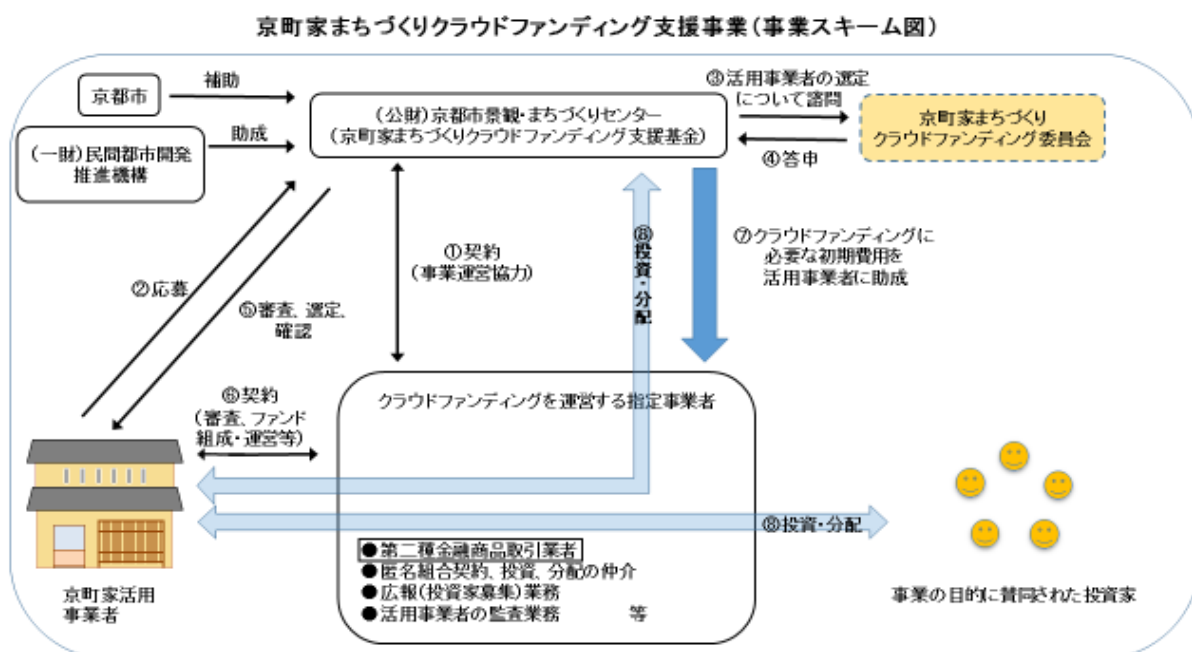 京町家まちづくりクラウドファンディング支援事業(事業スキーム図)
京都市
補助
(一財)民間都市開発
推進機構
助成
(公財)京都市景観・まちづくりセンター
(京町家まちづくりクラウドファンディング支援基金)
③活用事業者の選定
について諮問
京町家まちづくり
クラウドファンディング委員会
④答申
①契約
(事業運営協力)
⑧投資・分配
⑦クラウドファンディングに
必要な初期費用を
活用事業者に助成
②応募
⑤審査、選定、
確認
⑥契約
(審査、ファンド
組成・運営等)
クラウドファンディングを運営する指定事業者
⑧投資・分配
●第二種金融商品取引業者
●匿名組合契約、投資、分配の仲介
●広報(投資家募集)業務
●活用事業者の監査業務 等
京町家活用
事業者
事業の目的に賛同された投資家